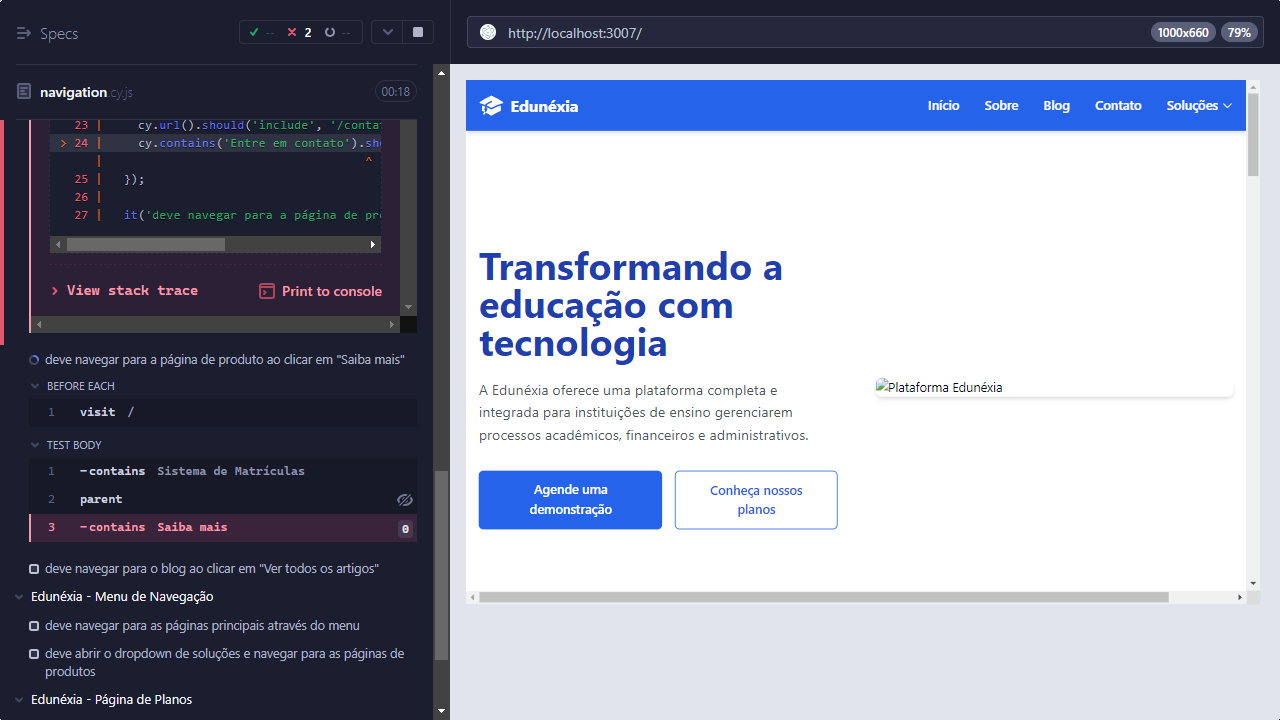 Specs
--
2
--
navigation.cy.js
00:18
23 | cy.url().should('include', '/conta
> 24 | cy.contains('Entre em contato').sho
| ^
25 | });
26 |
27 | it('deve navegar para a página de pro
View stack trace
Print to console
deve navegar para a página de produto ao clicar em "Saiba mais"
BEFORE EACH
1 visit /
TEST BODY
1 -contains Sistema de Matrículas
2 parent
3 -contains Saiba mais 0
deve navegar para o blog ao clicar em "Ver todos os artigos"
Edunéxia - Menu de Navegação
deve navegar para as páginas principais através do menu
deve abrir o dropdown de soluções e navegar para as páginas de
produtos
Edunéxia - Página de Planos
http://localhost:3007/
1000x660
79%
Edunéxia
Início
Sobre
Blog
Contato
Soluções
Transformando a
educação com
tecnologia
A Edunéxia oferece uma plataforma completa e
integrada para instituições de ensino gerenciarem
processos acadêmicos, financeiros e administrativos.
Agende uma
demonstração
Conheça nossos
planos
Plataforma Edunéxia